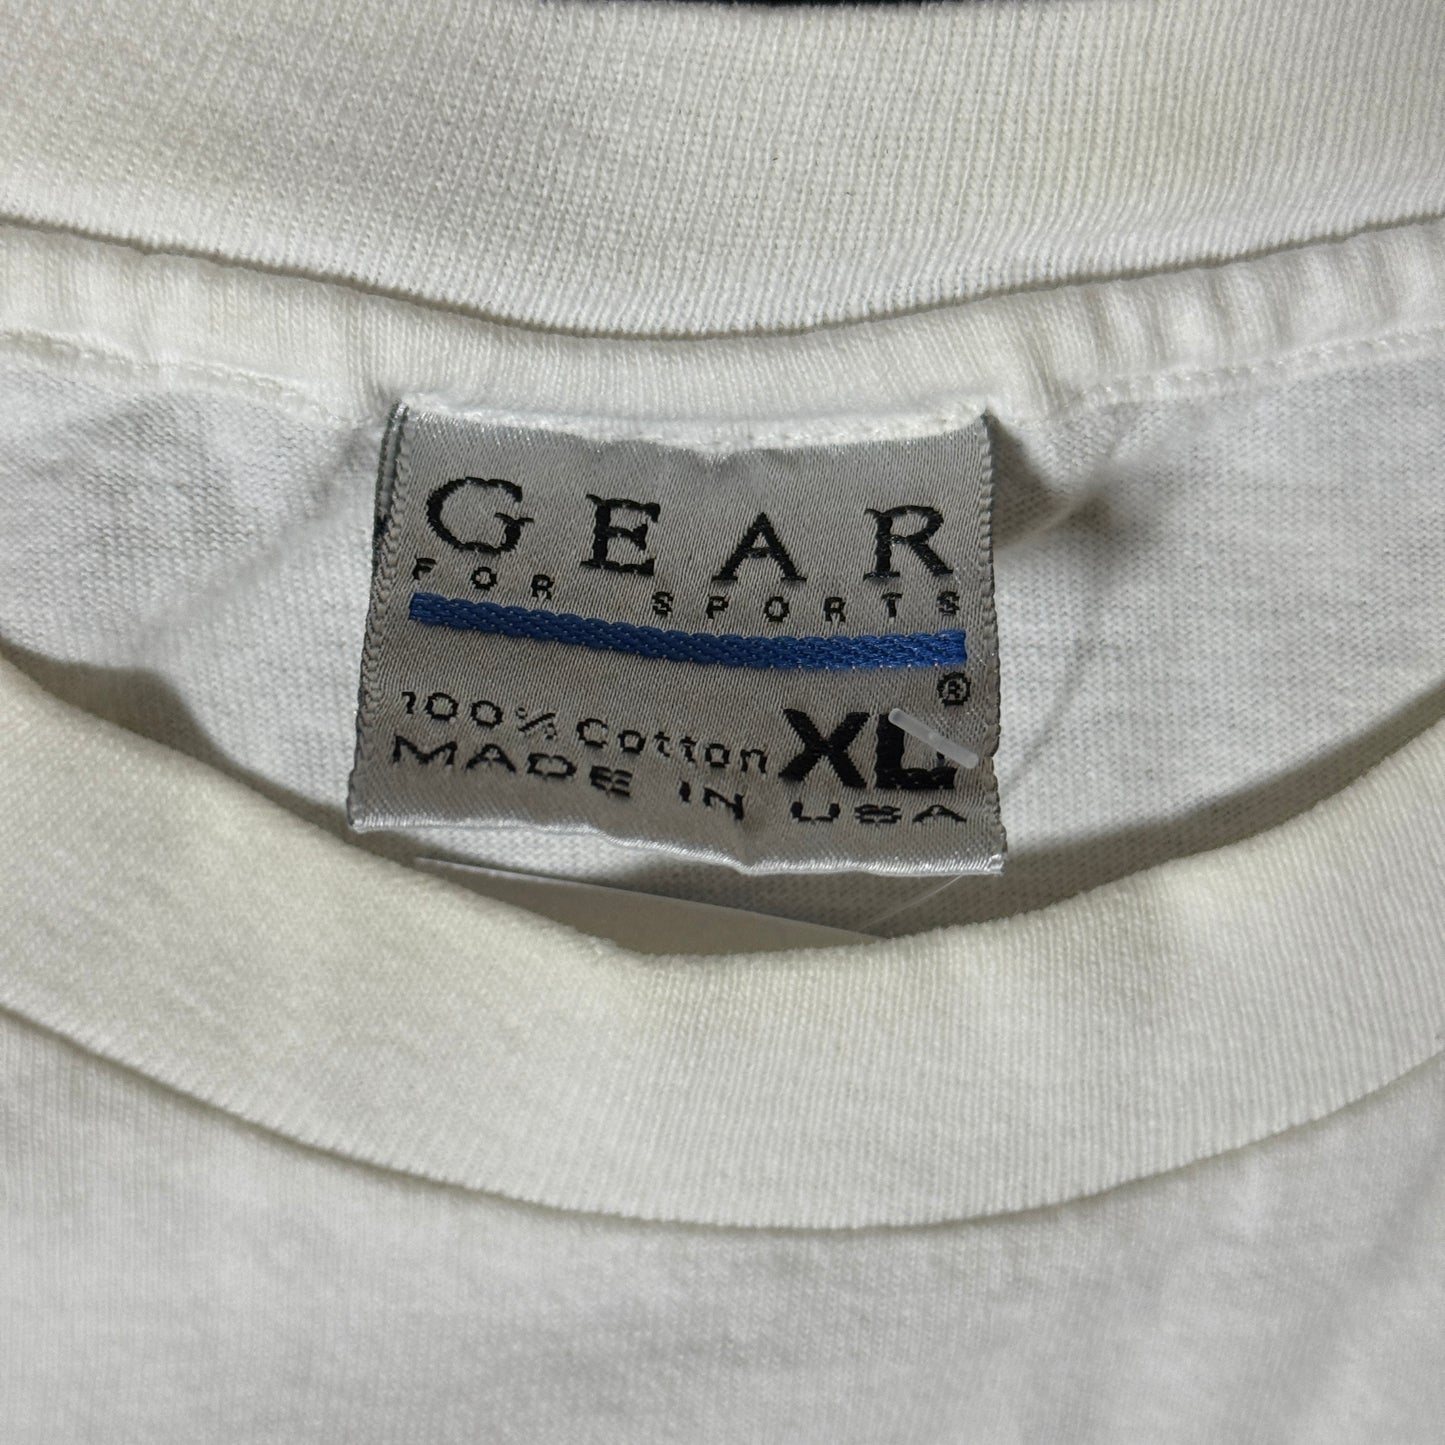 GEAR
FOR SPORTS
®
100% Cotton XL
MADE IN USA